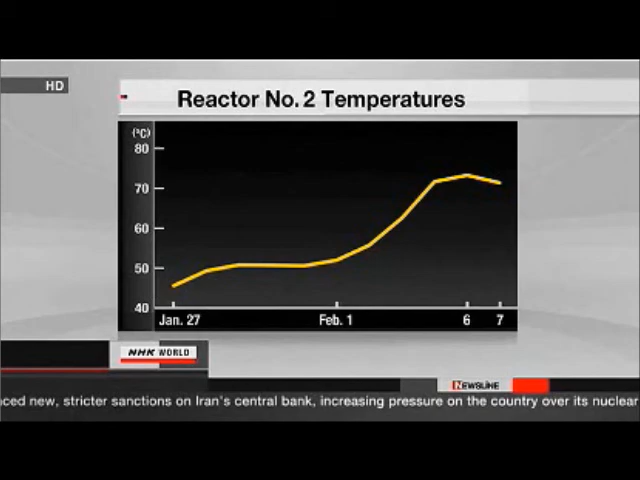 HD
Reactor No. 2 Temperatures
(°C)
80
70
60
50
40
Jan. 27 Feb. 1 6 7
NHK WORLD
NEWSLINE
ced new, stricter sanctions on Iran's central bank, increasing pressure on the country over its nuclear